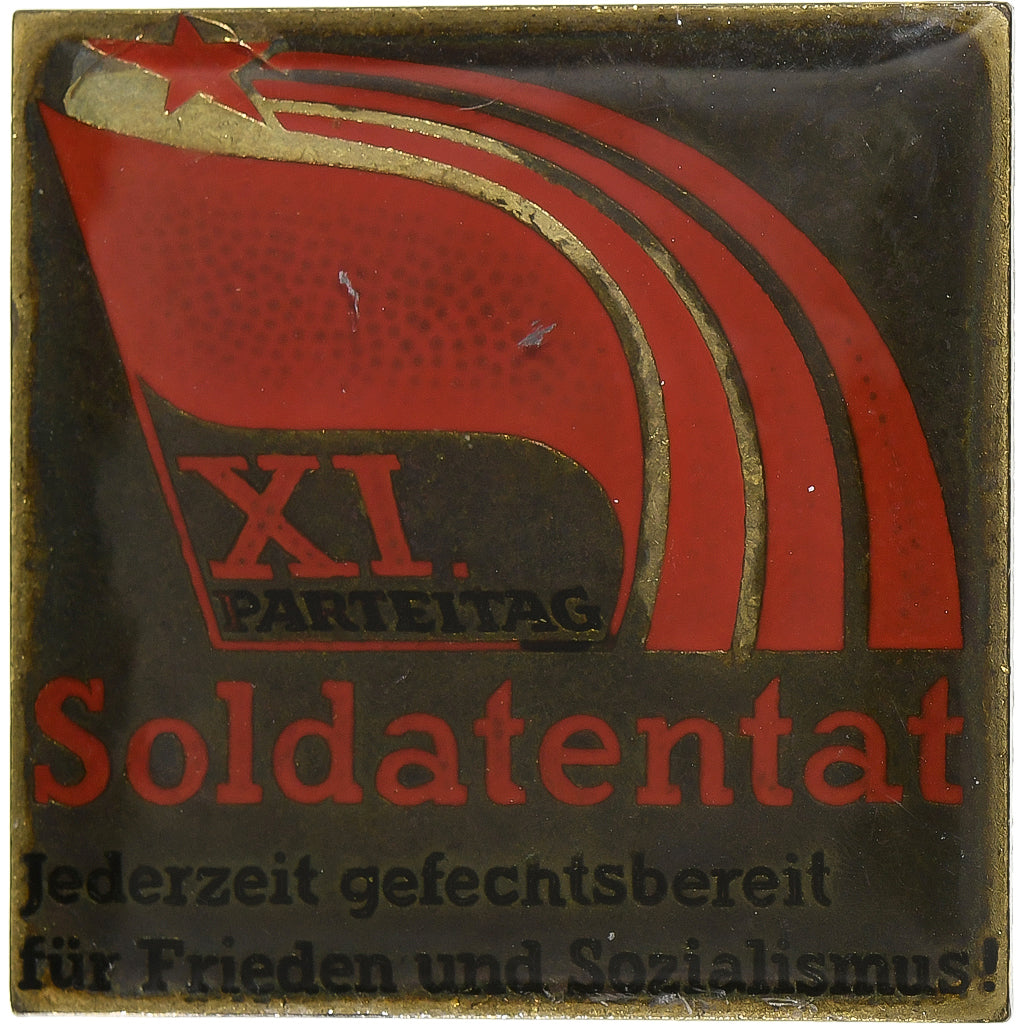 XI.
PARTEITAG
Soldatentat
Jederzeit gefechtsbereit
für Frieden und Sozialismus!